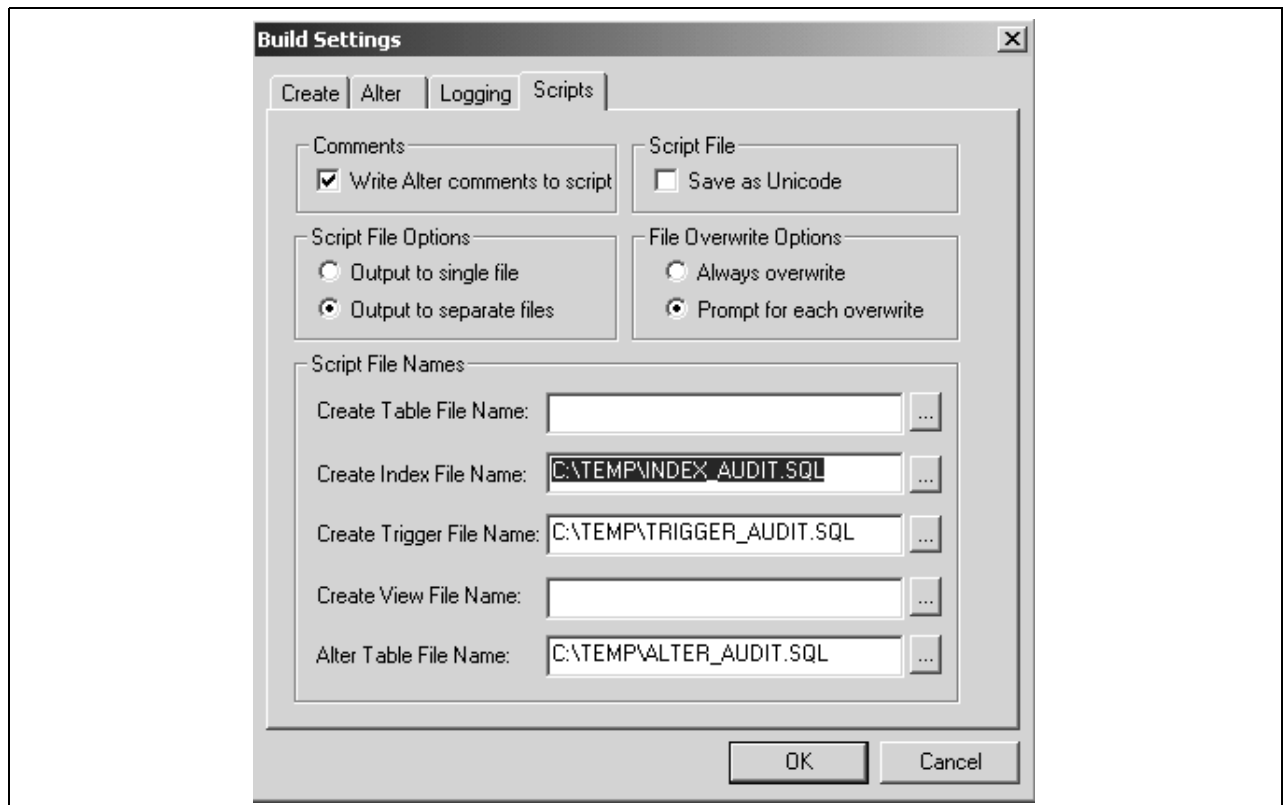 Build Settings
Create Alter Logging Scripts
Comments
Write Alter comments to script
Script File
Save as Unicode
Script File Options
Output to single file
Output to separate files
File Overwrite Options
Always overwrite
Prompt for each overwrite
Script File Names
Create Table File Name:
...
Create Index File Name: C:\TEMP\INDEX_AUDIT.SQL ...
Create Trigger File Name: C:\TEMP\TRIGGER_AUDIT.SQL ...
Create View File Name:
...
Alter Table File Name: C:\TEMP\ALTER_AUDIT.SQL ...
OK Cancel